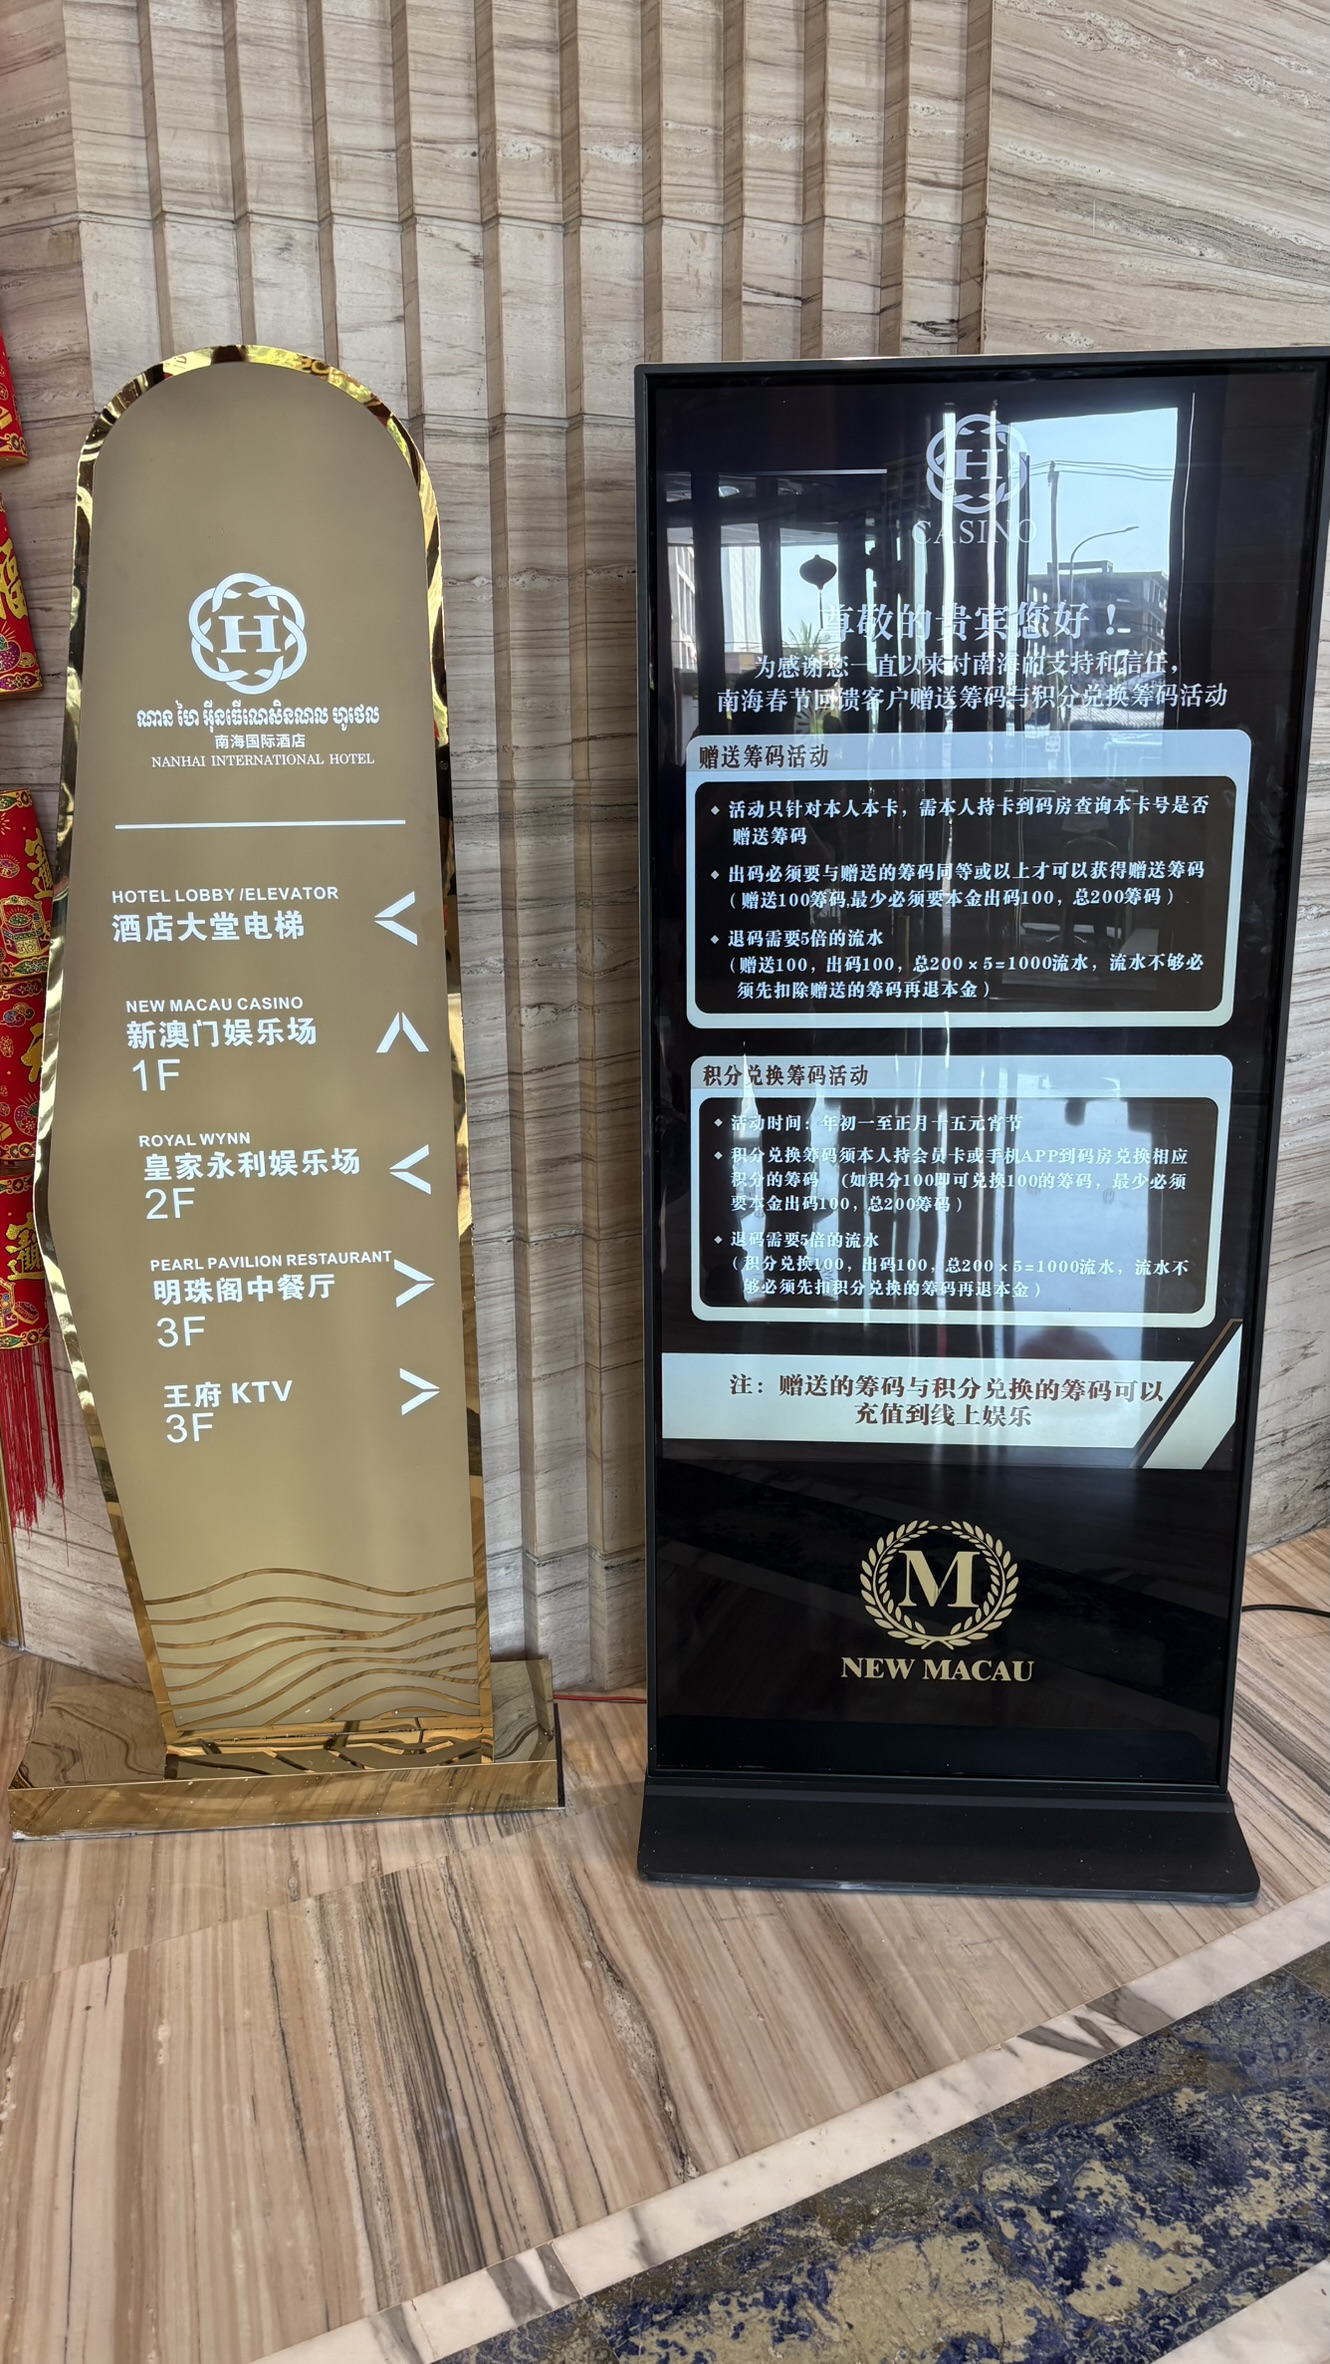 H
ណាន ហៃ អ៊ីនធើណេសិនណល ហូថេល
南海国际酒店
NANHAI INTERNATIONAL HOTEL
HOTEL LOBBY /ELEVATOR
酒店大堂电梯
NEW MACAU CASINO
新澳门娱乐场
1F
ROYAL WYNN
皇家永利娱乐场
2F
PEARL PAVILION RESTAURANT
明珠阁中餐厅
3F
王府 KTV
3F
H
CASINO
尊敬的贵宾您好！
为感谢您一直以来对南海的支持和信任，
南海春节回馈客户赠送筹码与积分兑换筹码活动
赠送筹码活动
活动只针对本人本卡，需本人持卡到码房查询本卡号是否
赠送筹码
出码必须要与赠送的筹码同等或以上才可以获得赠送筹码
（赠送100筹码,最少必须要本金出码100，总200筹码）
退码需要5倍的流水
（赠送100，出码100，总200×5=1000流水，流水不够必
须先扣除赠送的筹码再退本金）
积分兑换筹码活动
活动时间：年初一至正月十五元宵节
积分兑换筹码须本人持会员卡或手机APP到码房兑换相应
积分的筹码 （如积分100即可兑换100的筹码，最少必须
要本金出码100，总200筹码）
退码需要5倍的流水
（积分兑换100，出码100，总200×5=1000流水，流水不
够必须先扣积分兑换的筹码再退本金）
注：赠送的筹码与积分兑换的筹码可以
充值到线上娱乐
M
NEW MACAU
福